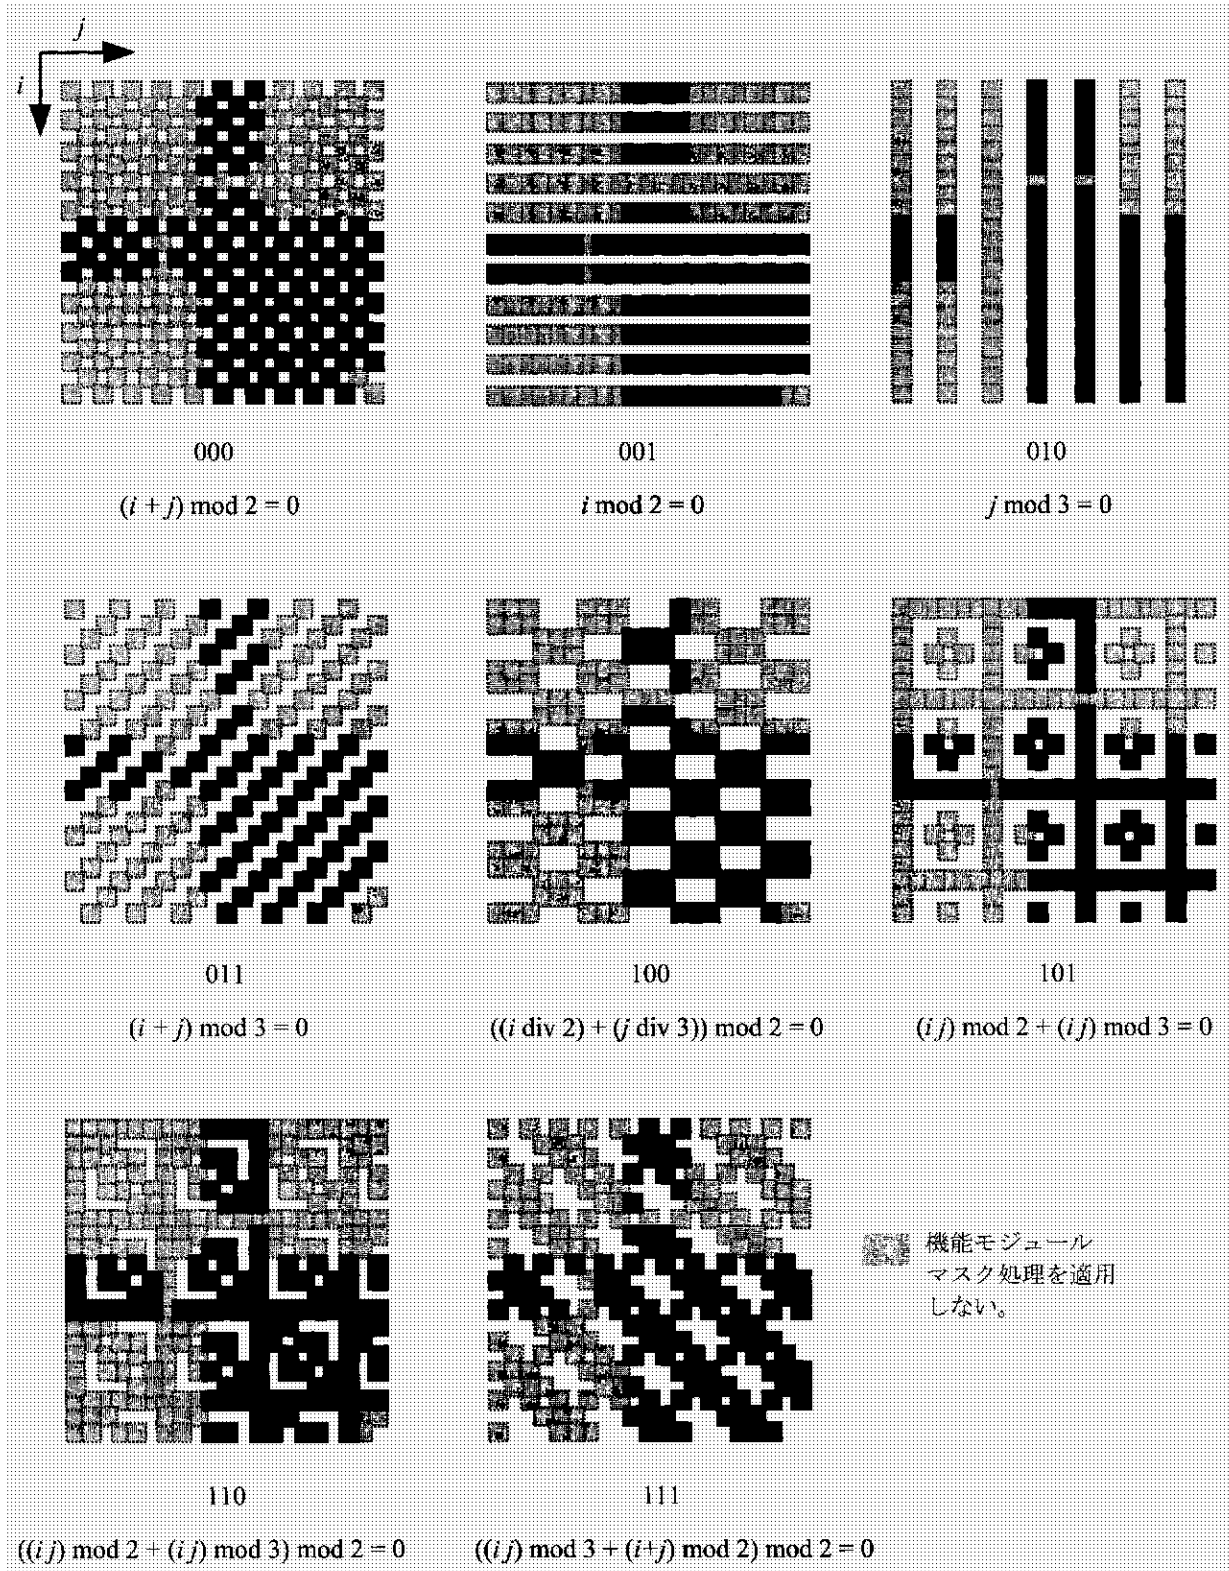 j
i
000
001
010
(i + j) mod 2 = 0
i mod 2 = 0
j mod 3 = 0
011
100
101
(i + j) mod 3 = 0
((i div 2) + (j div 3)) mod 2 = 0
(i j) mod 2 + (i j) mod 3 = 0
機能モジュール
マスク処理を適用
しない。
110
111
((i j) mod 2 + (i j) mod 3) mod 2 = 0
((i j) mod 3 + (i+j) mod 2) mod 2 = 0